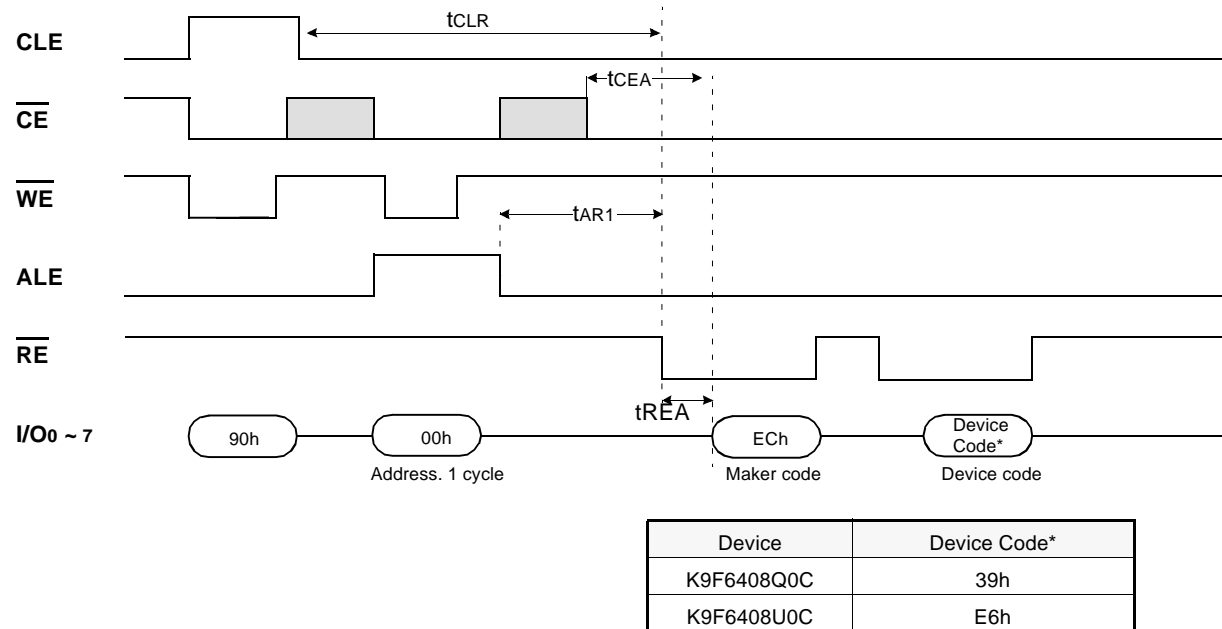 CLE
tCLR
CE
tCEA
WE
tAR1
ALE
RE
tREA
I/O0 ~ 7
90h
00h
ECh
Device
Code*
Address. 1 cycle
Maker code
Device code
Device Device Code*
K9F6408Q0C 39h
K9F6408U0C E6h